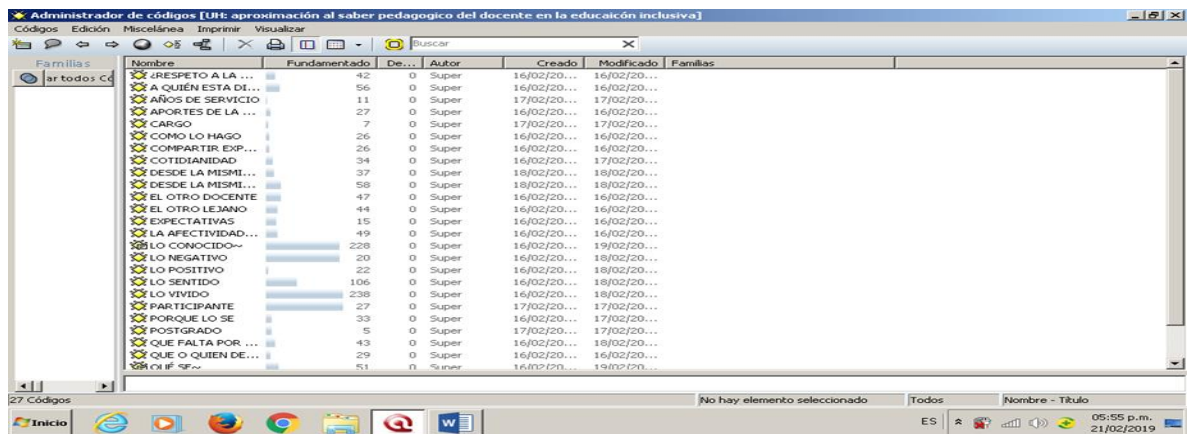 Administrador de códigos [UH: aproximación al saber pedagogico del docente en la educaicón inclusiva]
Códigos Edición Miscelánea Imprimir Visualizar
Buscar
Familias
ar todos Có
Nombre Fundamentado De... Autor Creado Modificado Familias
¿RESPETO A LA ... 42 0 Super 16/02/20... 16/02/20...
A QUIÉN ESTA DI... 56 0 Super 16/02/20... 16/02/20...
AÑOS DE SERVICIO 11 0 Super 17/02/20... 17/02/20...
APORTES DE LA ... 27 0 Super 16/02/20... 16/02/20...
CARGO 7 0 Super 17/02/20... 17/02/20...
COMO LO HAGO 26 0 Super 16/02/20... 16/02/20...
COMPARTIR EXP... 26 0 Super 16/02/20... 16/02/20...
COTIDIANIDAD 34 0 Super 16/02/20... 17/02/20...
DESDE LA MISMI... 37 0 Super 18/02/20... 18/02/20...
DESDE LA MISMI... 58 0 Super 18/02/20... 18/02/20...
EL OTRO DOCENTE 47 0 Super 16/02/20... 16/02/20...
EL OTRO LEJANO 44 0 Super 16/02/20... 16/02/20...
EXPECTATIVAS 15 0 Super 16/02/20... 16/02/20...
LA AFECTIVIDAD... 49 0 Super 16/02/20... 16/02/20...
LO CONOCIDO~ 228 0 Super 16/02/20... 19/02/20...
LO NEGATIVO 20 0 Super 16/02/20... 18/02/20...
LO POSITIVO 22 0 Super 16/02/20... 18/02/20...
LO SENTIDO 106 0 Super 16/02/20... 18/02/20...
LO VIVIDO 238 0 Super 16/02/20... 18/02/20...
PARTICIPANTE 27 0 Super 17/02/20... 17/02/20...
PORQUE LO SE 33 0 Super 16/02/20... 16/02/20...
POSTGRADO 5 0 Super 17/02/20... 17/02/20...
QUE FALTA POR ... 43 0 Super 16/02/20... 18/02/20...
QUE O QUIEN DE... 29 0 Super 16/02/20... 16/02/20...
QUÉ SE~ 51 0 Super 16/02/20... 19/02/20...
27 Códigos No hay elemento seleccionado Todos Nombre - Título
Inicio ES 05:55 p.m.
21/02/2019